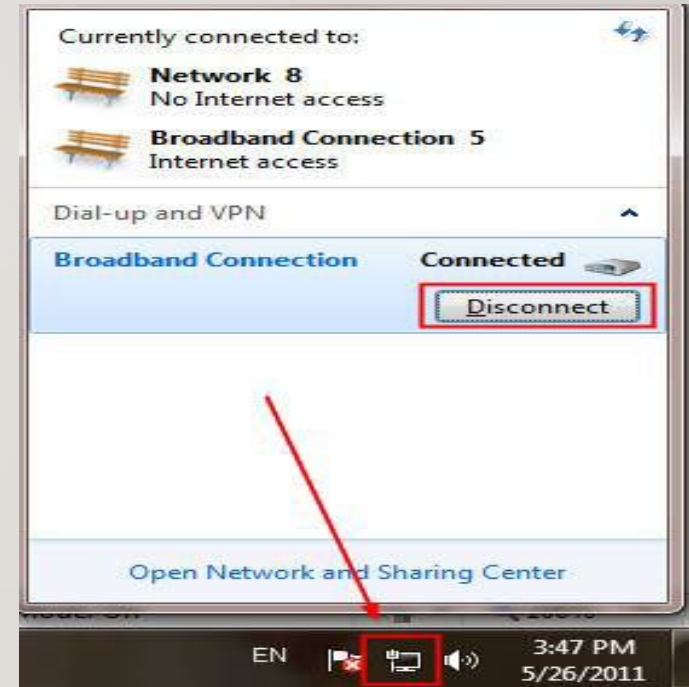 Currently connected to:
Network 8
No Internet access
Broadband Connection 5
Internet access
Dial-up and VPN
Broadband Connection Connected
Disconnect
Open Network and Sharing Center
EN
3:47 PM
5/26/2011